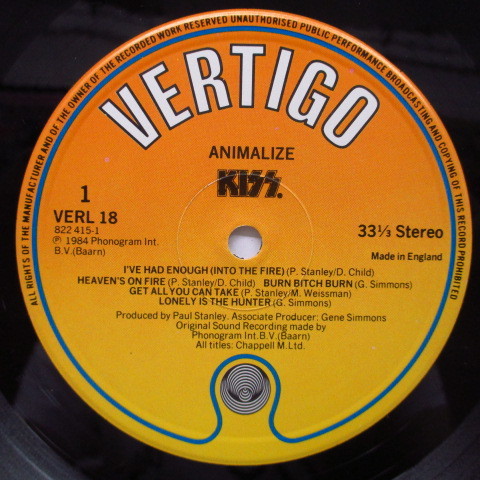 ALL RIGHTS OF THE MANUFACTURER AND OF THE OWNER OF THE RECORDED WORK RESERVED UNAUTHORISED PUBLIC PERFORMANCE BROADCASTING AND COPYING OF THIS RECORD PROHIBITED
VERTIGO
ANIMALIZE
KISS.
1
VERL 18
822 415-1
℗ 1984 Phonogram Int.
B.V.(Baarn)
33⅓ Stereo
Made in England
I'VE HAD ENOUGH (INTO THE FIRE) (P. Stanley/D. Child)
HEAVEN'S ON FIRE (P. Stanley/D. Child) BURN BITCH BURN (G. Simmons)
GET ALL YOU CAN TAKE (P. Stanley/M. Weissman)
LONELY IS THE HUNTER (G. Simmons)
Produced by Paul Stanley. Associate Producer: Gene Simmons
Original Sound Recording made by
Phonogram Int.B.V.(Baarn)
All titles: Chappell M.Ltd.